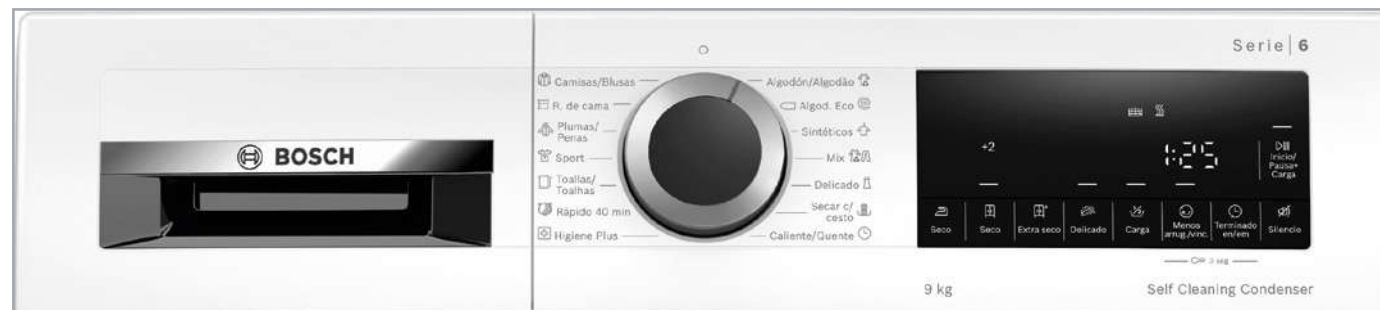 Serie | 6
BOSCH
Camisas/Blusas
R. de cama
Plumas/
Penas
Sport
Toallas/
Toalhas
Rápido 40 min
Higiene Plus
Algodón/Algodão
Algod. Eco
Sintéticos
Mix
Delicado
Secar c/
cesto
Caliente/Quente
+2
1:25
Inicio/
Pausa+
Carga
Seco
Seco
Extra seco
Delicado
Carga
Menos
arrug./vinc.
Terminado
en/em
Silencio
3 seg
9 kg
Self Cleaning Condenser